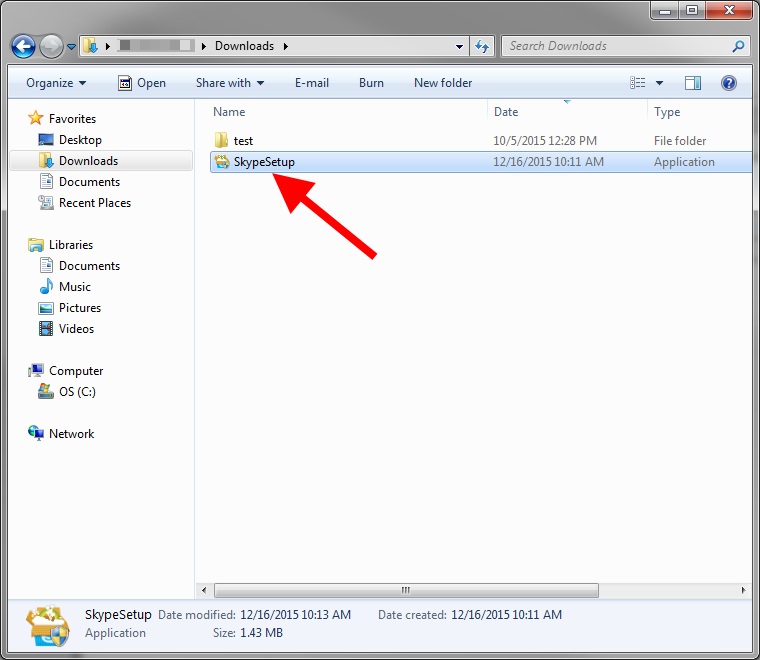 Downloads
Search Downloads
Organize Open Share with E-mail Burn New folder
Name Date Type
Favorites
Desktop
Downloads
Documents
Recent Places
Libraries
Documents
Music
Pictures
Videos
Computer
OS (C:)
Network
test 10/5/2015 12:28 PM File folder
SkypeSetup 12/16/2015 10:11 AM Application
SkypeSetup Date modified: 12/16/2015 10:13 AM Date created: 12/16/2015 10:11 AM
Application Size: 1.43 MB